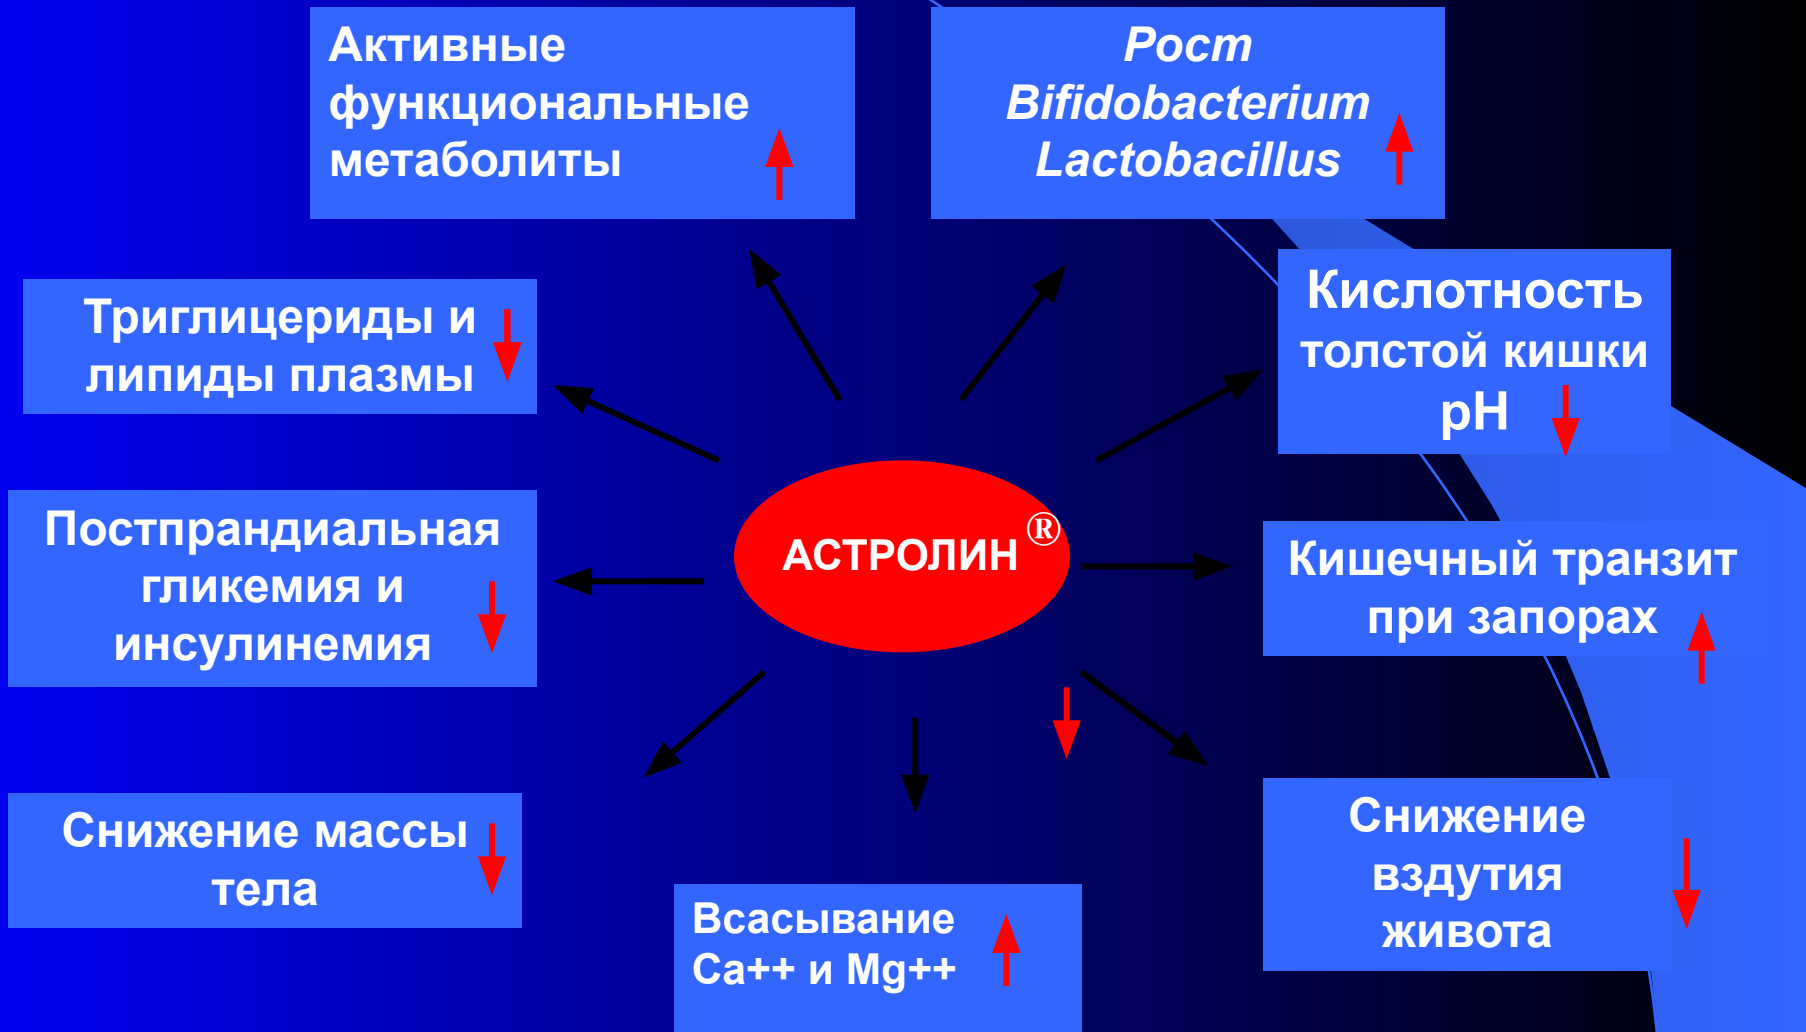 Активные
функциональные
метаболиты
Рост
Bifidobacterium
Lactobacillus
Триглицериды и
липиды плазмы
Кислотность
толстой кишки
pH
Постпрандиальная
гликемия и
инсулинемия
АСТРОЛИН ®
Кишечный транзит
при запорах
Снижение массы
тела
Всасывание
Ca++ и Mg++
Снижение
вздутия
живота